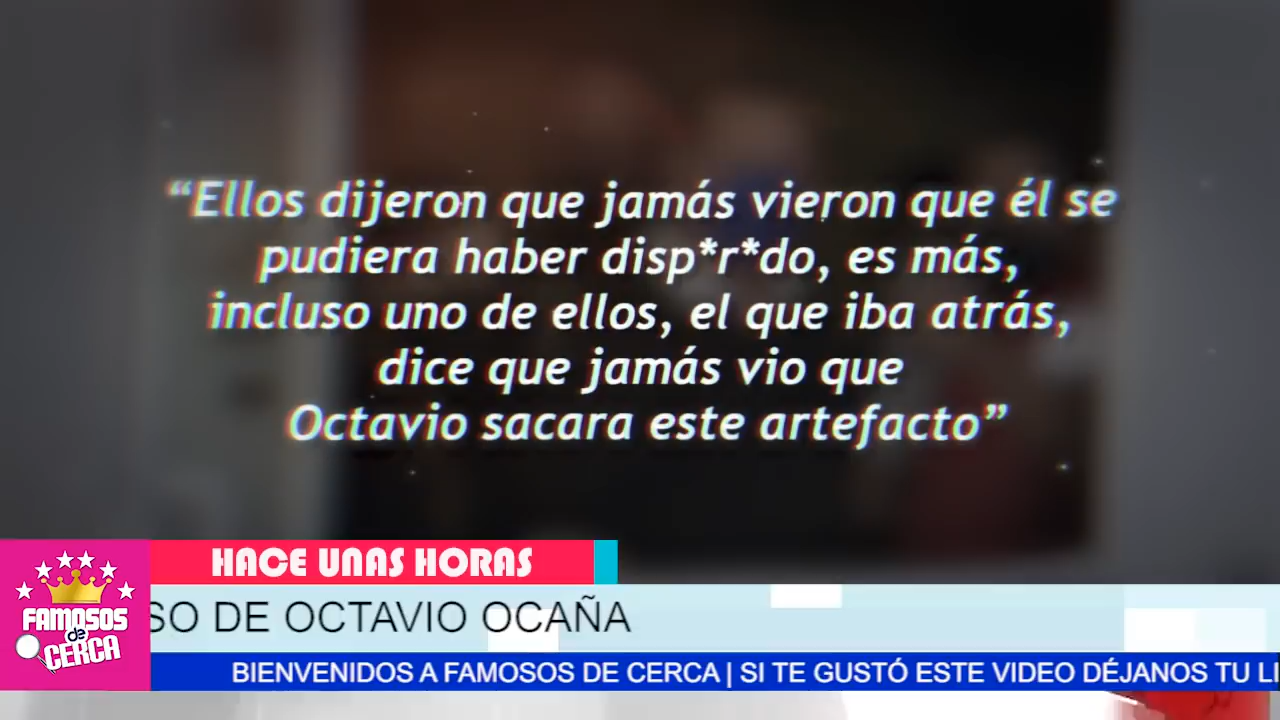 “Ellos dijeron que jamás vieron que él se
pudiera haber disp*r*do, es más,
incluso uno de ellos, el que iba atrás,
dice que jamás vio que
Octavio sacara este artefacto”
HACE UNAS HORAS
SO DE OCTAVIO OCAÑA
FAMOSOS
de
CERCA
BIENVENIDOS A FAMOSOS DE CERCA | SI TE GUSTÓ ESTE VIDEO DÉJANOS TU LI